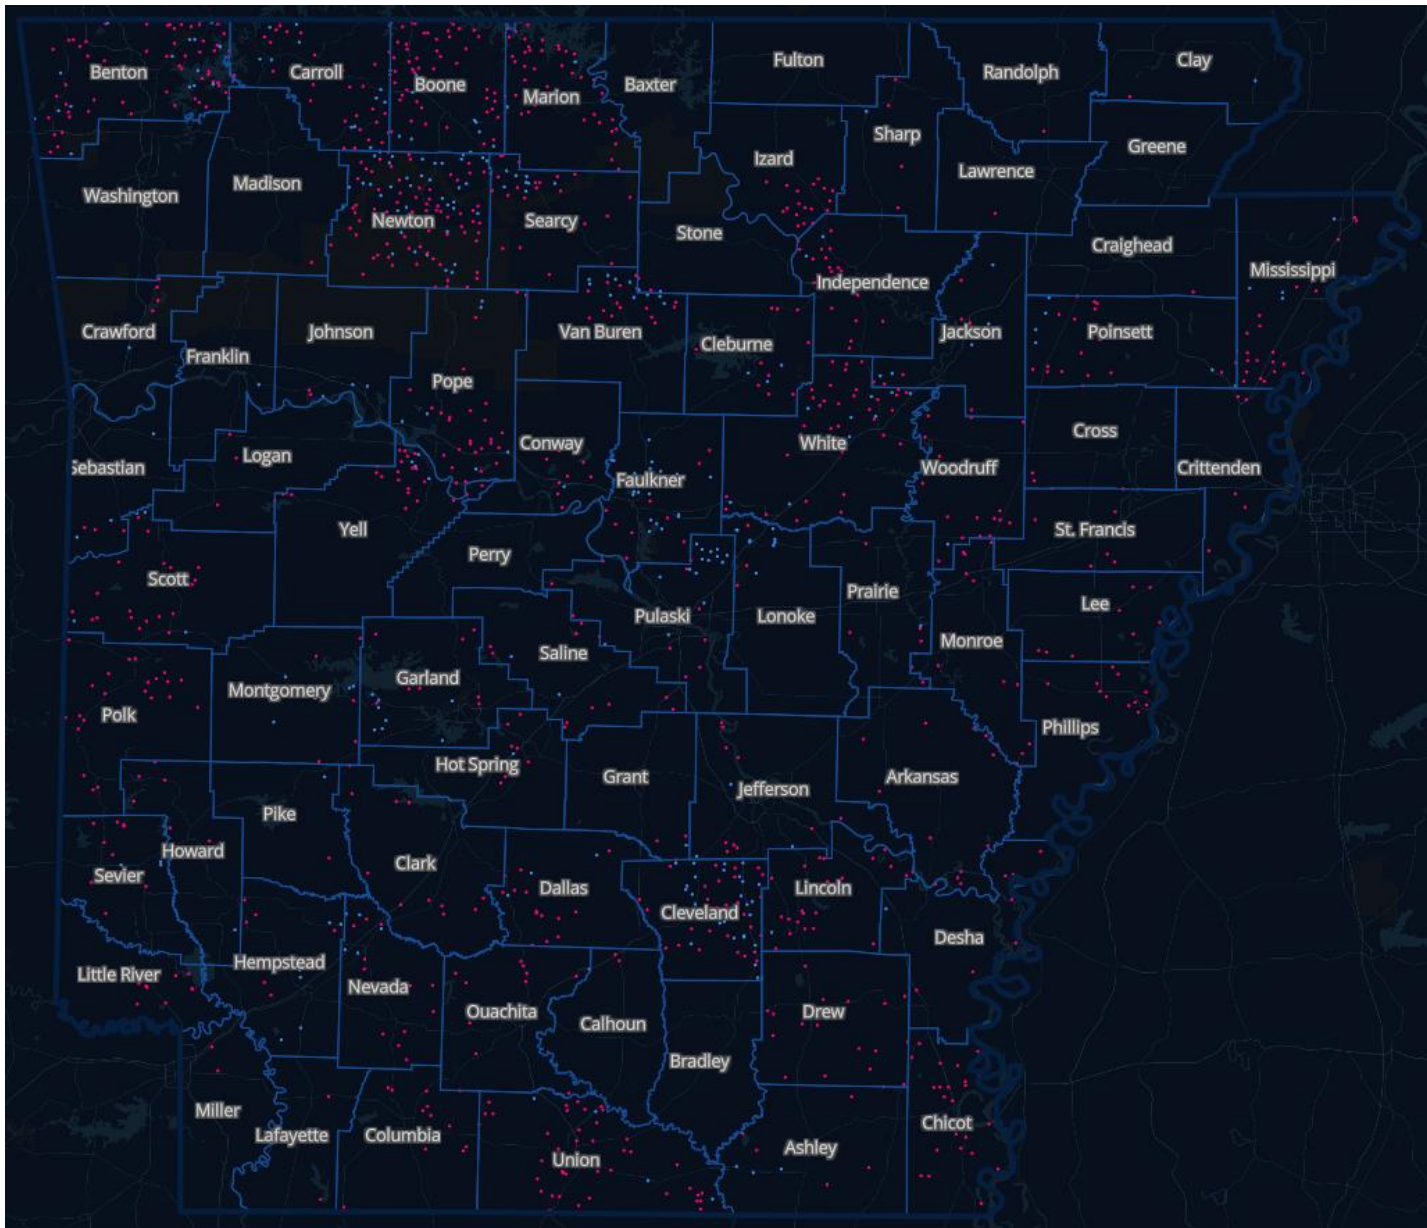 Benton
Carroll
Boone
Marion
Baxter
Fulton
Randolph
Clay
Sharp
Greene
Izard
Lawrence
Washington
Madison
Newton
Searcy
Stone
Craighead
Independence
Mississippi
Crawford
Franklin
Johnson
Van Buren
Cleburne
Jackson
Poinsett
Pope
Conway
White
Cross
Logan
Sebastian
Faulkner
Woodruff
Crittenden
Yell
Perry
St. Francis
Scott
Pulaski
Lonoke
Prairie
Lee
Saline
Monroe
Montgomery
Garland
Polk
Phillips
Hot Spring
Grant
Jefferson
Arkansas
Pike
Howard
Clark
Sevier
Dallas
Lincoln
Cleveland
Desha
Little River
Hempstead
Nevada
Ouachita
Calhoun
Drew
Bradley
Miller
Lafayette
Columbia
Union
Ashley
Chicot